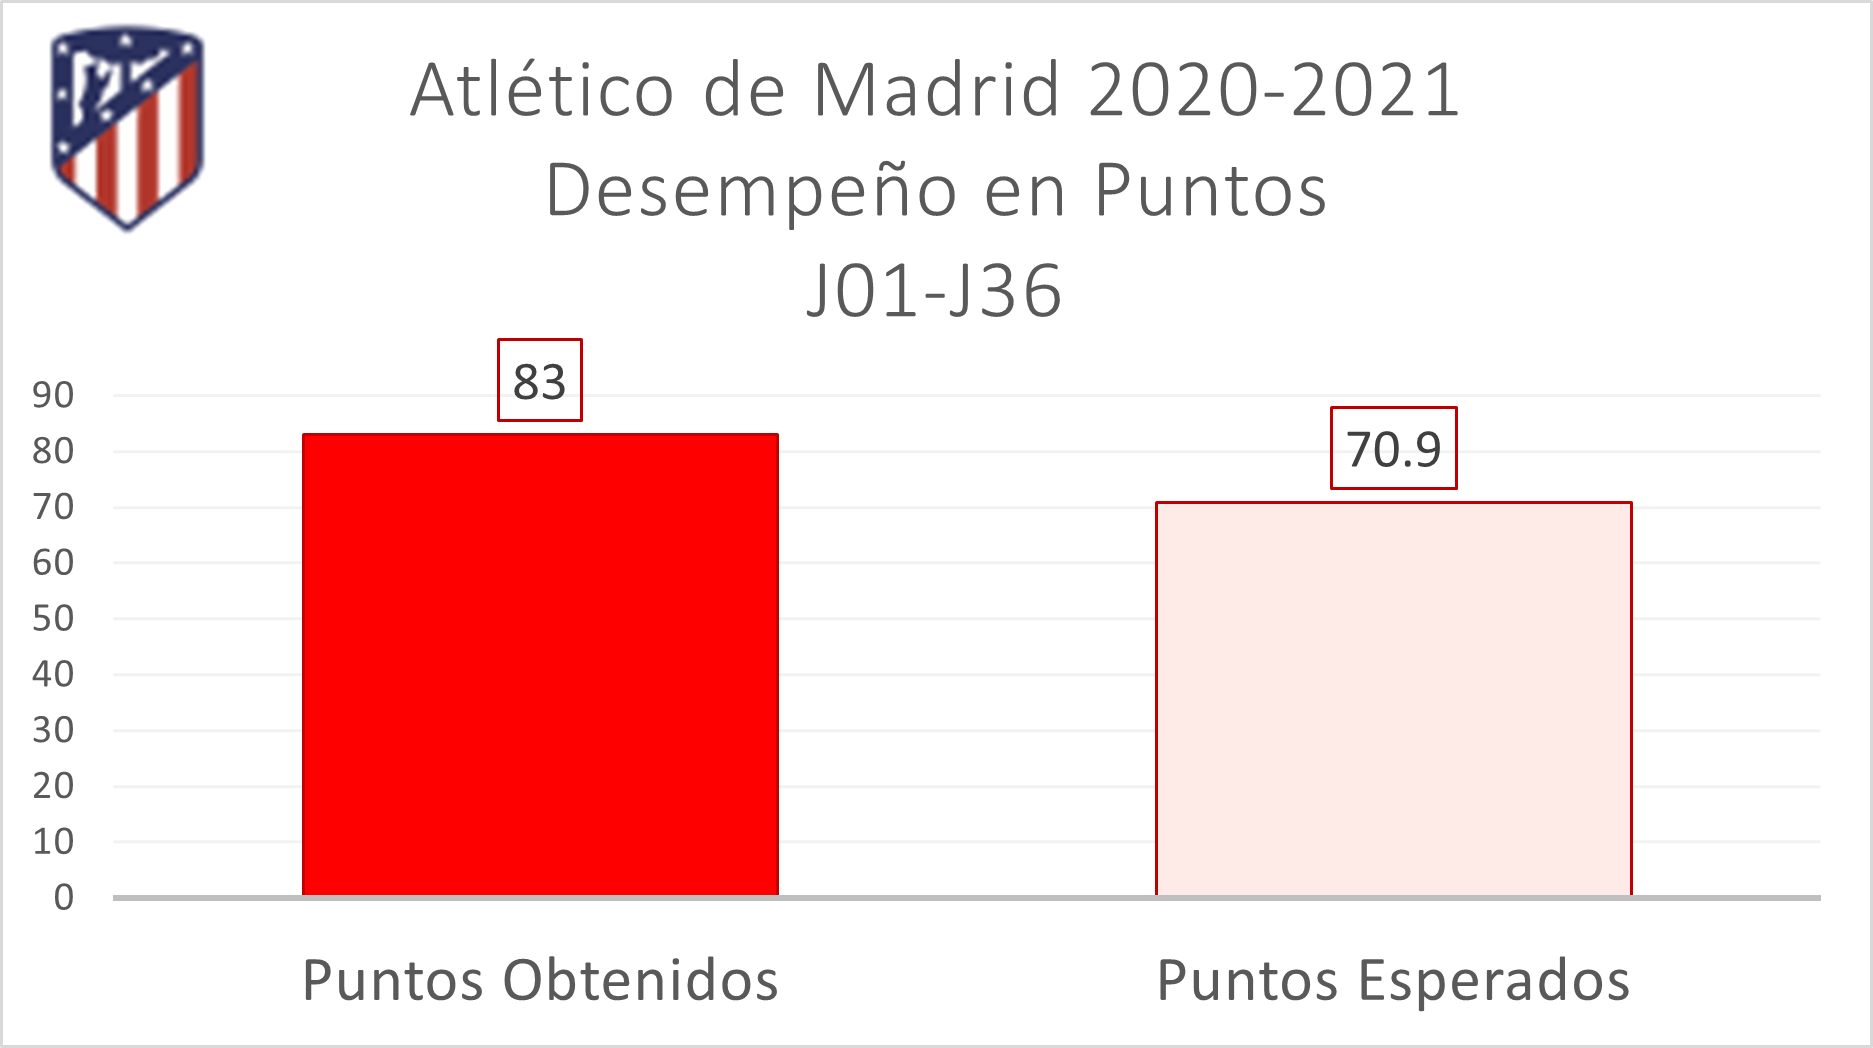 Atlético de Madrid 2020-2021
Desempeño en Puntos
J01-J36
83
70.9
90
80
70
60
50
40
30
20
10
0
Puntos Obtenidos
Puntos Esperados